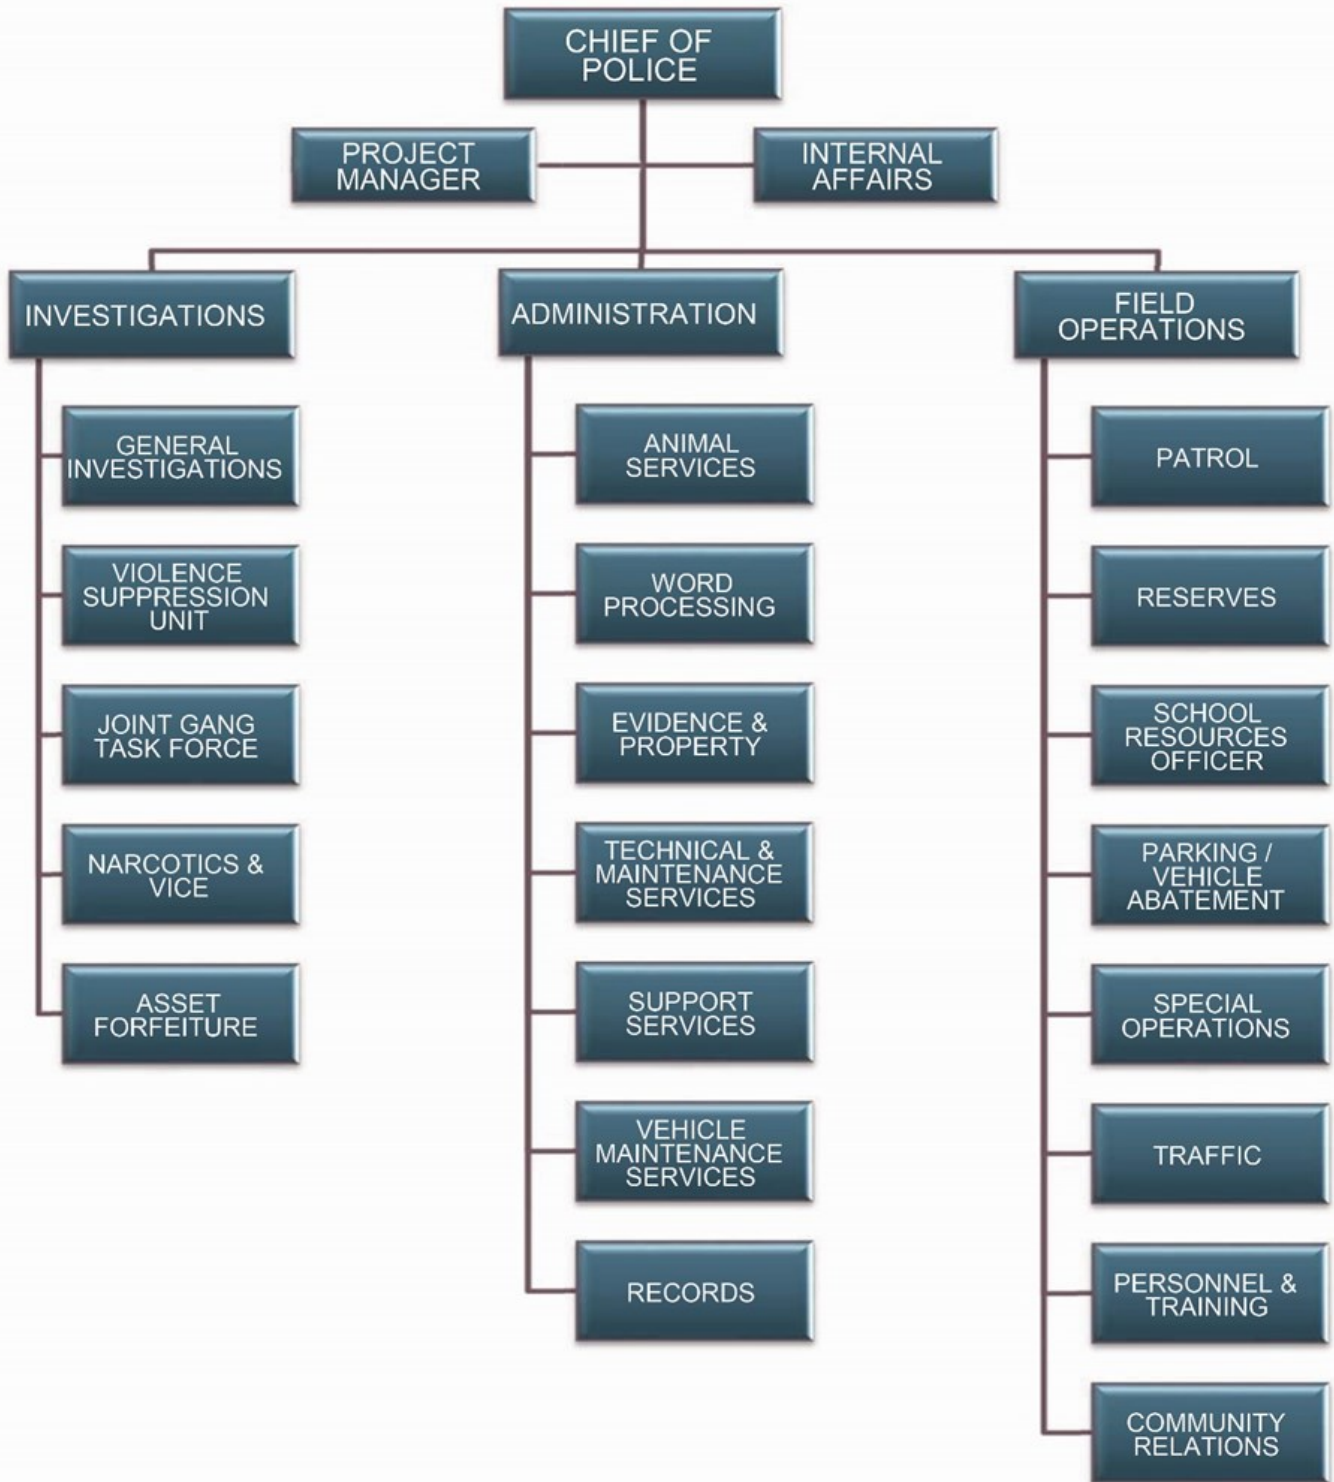 CHIEF OF
POLICE
PROJECT
MANAGER
INTERNAL
AFFAIRS
INVESTIGATIONS
ADMINISTRATION
FIELD
OPERATIONS
GENERAL
INVESTIGATIONS
VIOLENCE
SUPPRESSION
UNIT
JOINT GANG
TASK FORCE
NARCOTICS &
VICE
ASSET
FORFEITURE
ANIMAL
SERVICES
WORD
PROCESSING
EVIDENCE &
PROPERTY
TECHNICAL &
MAINTENANCE
SERVICES
SUPPORT
SERVICES
VEHICLE
MAINTENANCE
SERVICES
RECORDS
PATROL
RESERVES
SCHOOL
RESOURCES
OFFICER
PARKING /
VEHICLE
ABATEMENT
SPECIAL
OPERATIONS
TRAFFIC
PERSONNEL &
TRAINING
COMMUNITY
RELATIONS